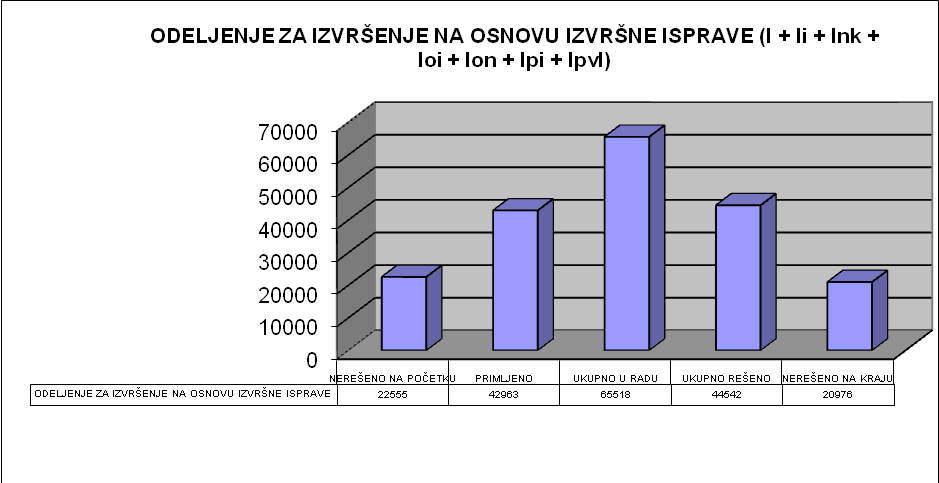 ODELJENJE ZA IZVRŠENJE NA OSNOVU IZVRŠNE ISPRAVE (I + Ii + Ink +
Ioi + Ion + Ipi + Ipvl)
70000
60000
50000
40000
30000
20000
10000
0
NEREŠENO NA POČETKU PRIMLJENO UKUPNO U RADU UKUPNO REŠENO NEREŠENO NA KRAJU
ODELJENJE ZA IZVRŠENJE NA OSNOVU IZVRŠNE ISPRAVE 22555 42963 65518 44542 20976